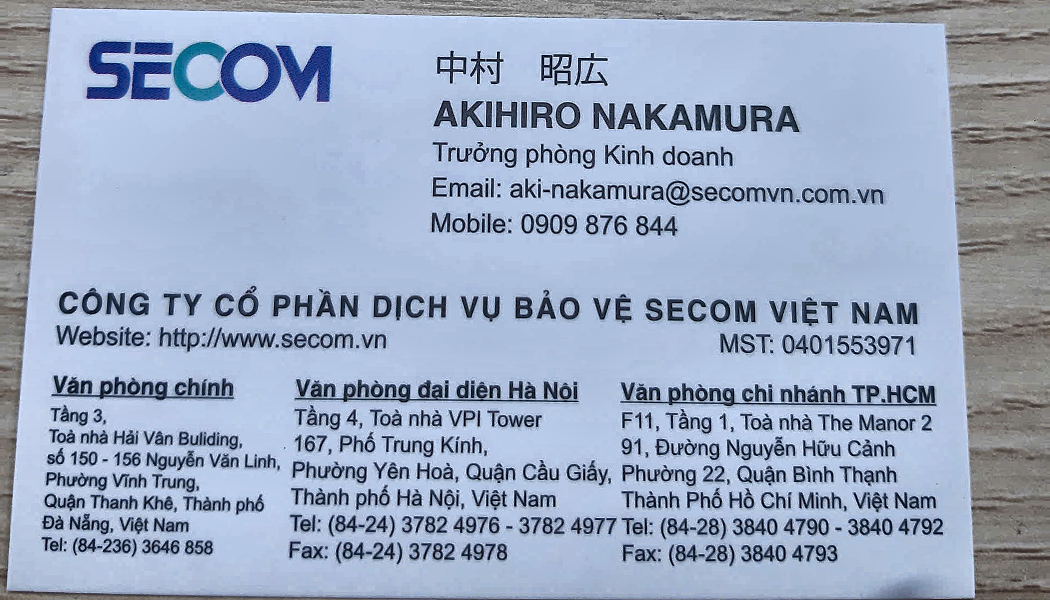 SECOM
中村 昭広
AKIHIRO NAKAMURA
Trưởng phòng Kinh doanh
Email: aki-nakamura@secomvn.com.vn
Mobile: 0909 876 844
CÔNG TY CỔ PHẦN DỊCH VỤ BẢO VỆ SECOM VIỆT NAM
Website: http://www.secom.vn
MST: 0401553971
Văn phòng chính
Tầng 3,
Toà nhà Hải Vân Buliding,
số 150 - 156 Nguyễn Văn Linh,
Phường Vĩnh Trung,
Quận Thanh Khê, Thành phố
Đà Nẵng, Việt Nam
Tel: (84-236) 3646 858
Văn phòng đại diện Hà Nội
Tầng 4, Toà nhà VPI Tower
167, Phố Trung Kính,
Phường Yên Hoà, Quận Cầu Giấy,
Thành phố Hà Nội, Việt Nam
Tel: (84-24) 3782 4976 - 3782 4977
Fax: (84-24) 3782 4978
Văn phòng chi nhánh TP.HCM
F11, Tầng 1, Toà nhà The Manor 2
91, Đường Nguyễn Hữu Cảnh
Phường 22, Quận Bình Thạnh
Thành Phố Hồ Chí Minh, Việt Nam
Tel: (84-28) 3840 4790 - 3840 4792
Fax: (84-28) 3840 4793